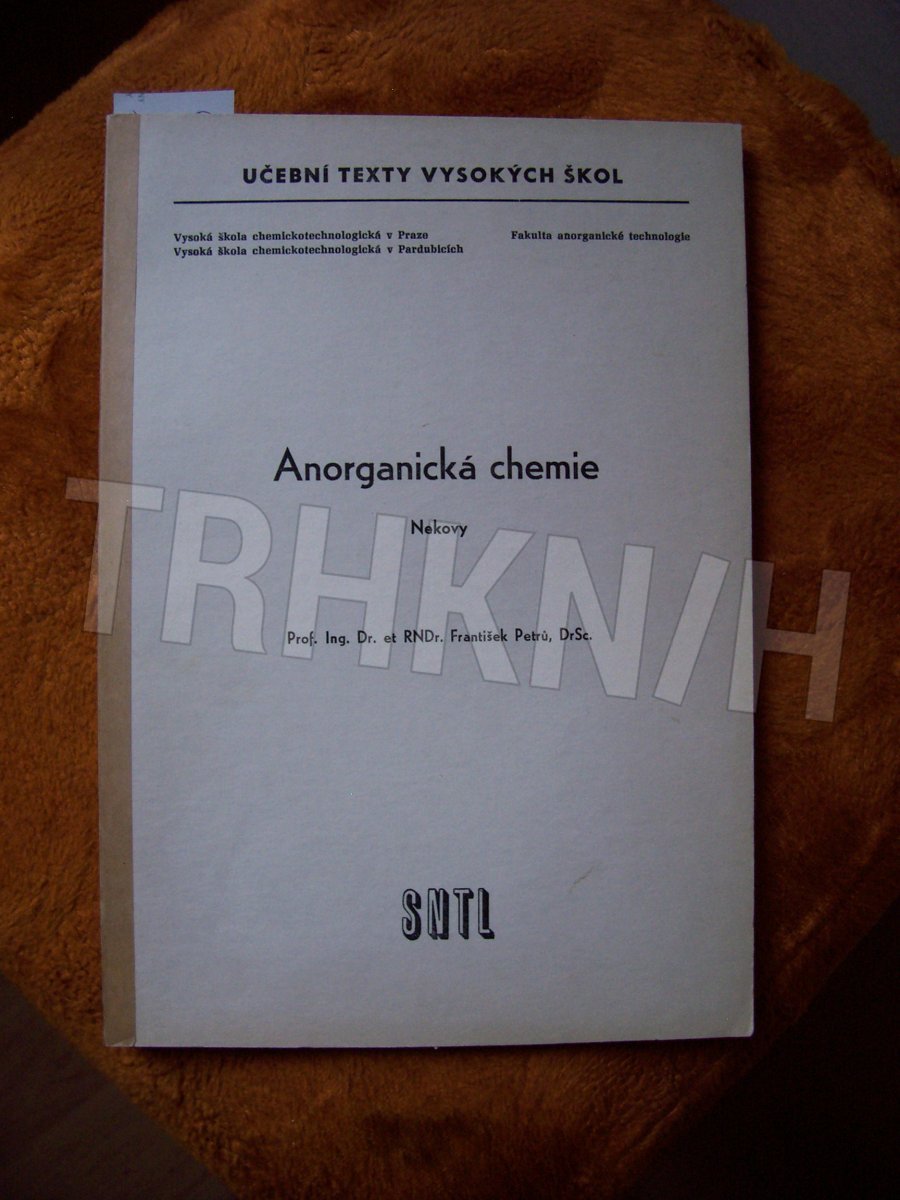 UČEBNÍ TEXTY VYSOKÝCH ŠKOL
Vysoká škola chemickotechnologická v Praze
Vysoká škola chemickotechnologická v Pardubicích
Fakulta anorganické technologie
Anorganická chemie
Nekovy
Prof. Ing. Dr. et RNDr. František Petrů, DrSc.
SNTL
TRHKNIH